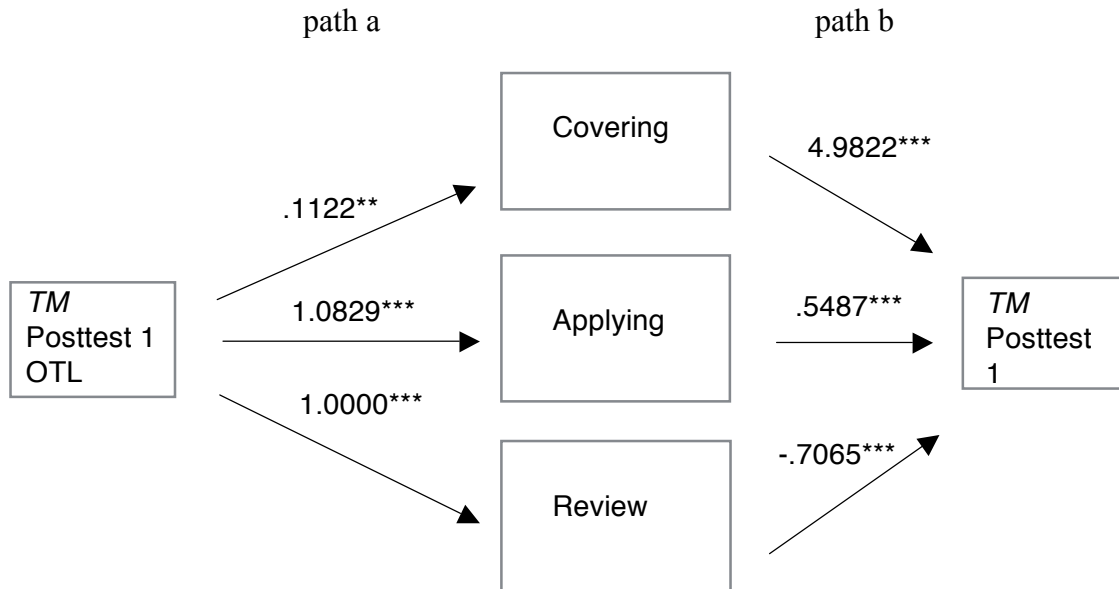 path a
path b
Covering
4.9822***
.1122**
TM
Posttest 1
OTL
1.0829***
Applying
.5487***
TM
Posttest
1
1.0000***
-.7065***
Review